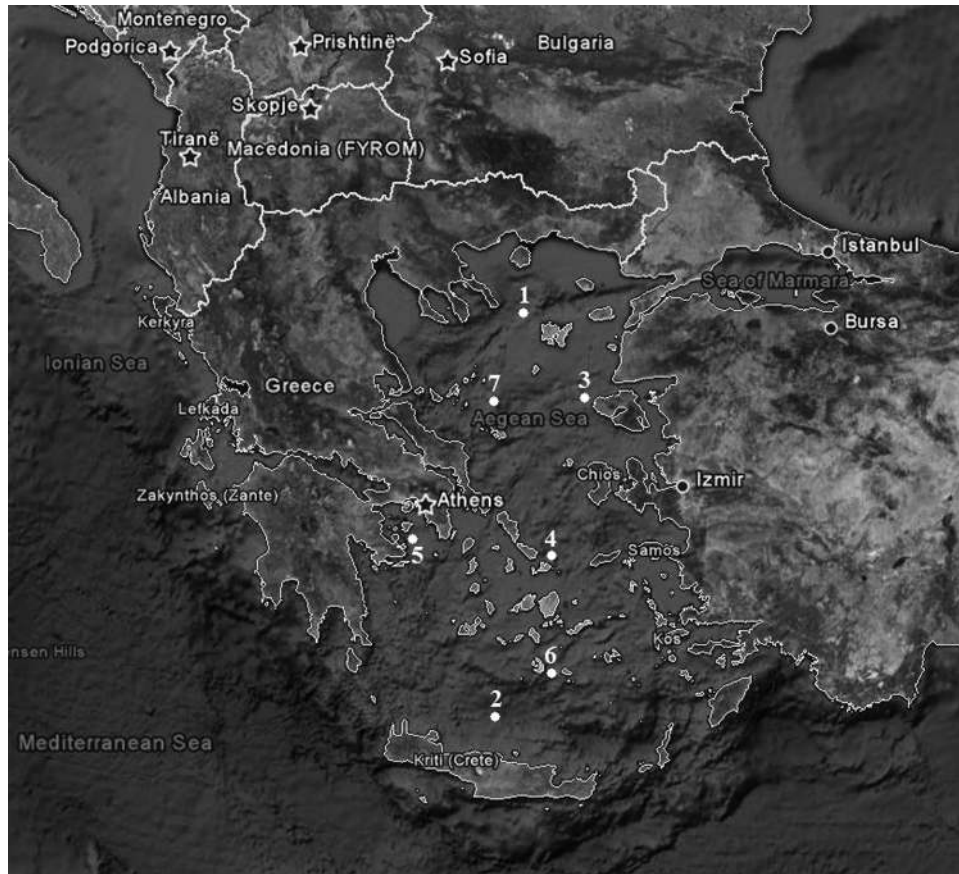 Montenegro
Podgorica
Prishtinë
Sofia
Bulgaria
Skopje
Tiranë
Macedonia (FYROM)
Albania
Istanbul
Sea of Marmara
1
Kerkyra
Bursa
Ionian Sea
Greece
7
3
Lefkada
Aegean Sea
Chios
Izmir
Zakynthos (Zante)
Athens
4
5
Samos
Kos
ensen Hills
6
2
Mediterranean Sea
Kriti (Crete)